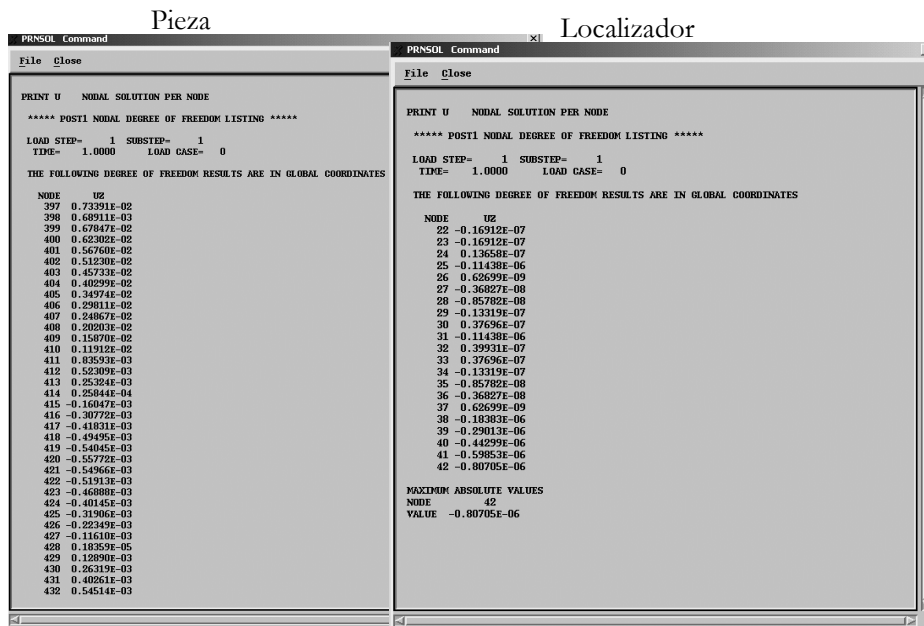 Pieza
PRNSOL Command
File Close
PRINT U NODAL SOLUTION PER NODE
***** POST1 NODAL DEGREE OF FREEDOM LISTING *****
LOAD STEP= 1 SUBSTEP= 1
TIME= 1.0000 LOAD CASE= 0
THE FOLLOWING DEGREE OF FREEDOM RESULTS ARE IN GLOBAL COORDINATES
NODE UZ
397 0.73391E-02
398 0.68911E-03
399 0.67847E-02
400 0.62302E-02
401 0.56760E-02
402 0.51230E-02
403 0.45733E-02
404 0.40299E-02
405 0.34974E-02
406 0.29811E-02
407 0.24867E-02
408 0.20203E-02
409 0.15870E-02
410 0.11912E-02
411 0.83593E-03
412 0.52309E-03
413 0.25324E-03
414 0.25844E-04
415 -0.16047E-03
416 -0.30772E-03
417 -0.41831E-03
418 -0.49495E-03
419 -0.54045E-03
420 -0.55772E-03
421 -0.54966E-03
422 -0.51913E-03
423 -0.46888E-03
424 -0.40145E-03
425 -0.31906E-03
426 -0.22349E-03
427 -0.11610E-03
428 0.18359E-05
429 0.12890E-03
430 0.26319E-03
431 0.40261E-03
432 0.54514E-03
Localizador
PRNSOL Command
File Close
PRINT U NODAL SOLUTION PER NODE
***** POST1 NODAL DEGREE OF FREEDOM LISTING *****
LOAD STEP= 1 SUBSTEP= 1
TIME= 1.0000 LOAD CASE= 0
THE FOLLOWING DEGREE OF FREEDOM RESULTS ARE IN GLOBAL COORDINATES
NODE UZ
22 -0.16912E-07
23 -0.16912E-07
24 0.13658E-07
25 -0.11438E-06
26 0.62699E-09
27 -0.36827E-08
28 -0.85782E-08
29 -0.13319E-07
30 0.37696E-07
31 -0.11438E-06
32 0.39931E-07
33 0.37696E-07
34 -0.13319E-07
35 -0.85782E-08
36 -0.36827E-08
37 0.62699E-09
38 -0.18383E-06
39 -0.29013E-06
40 -0.44299E-06
41 -0.59853E-06
42 -0.80705E-06
MAXIMUM ABSOLUTE VALUES
NODE 42
VALUE -0.80705E-06